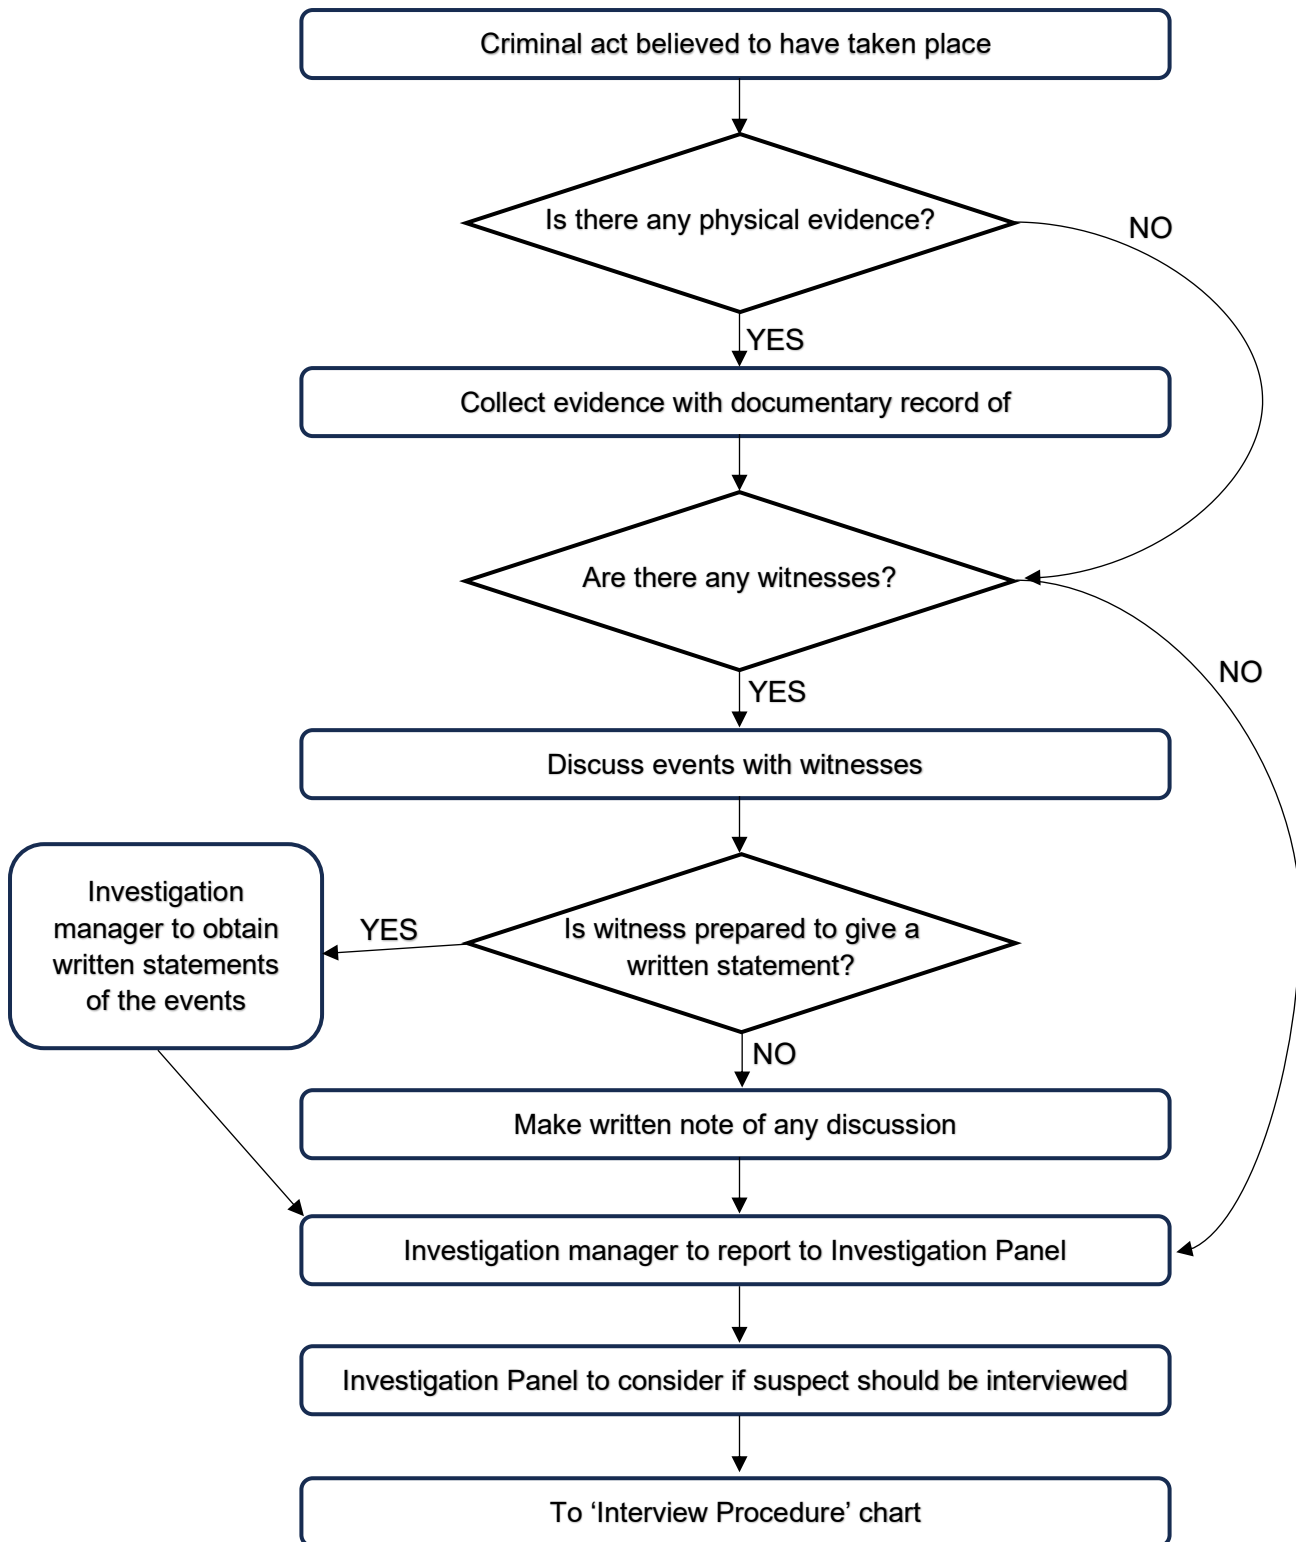 Criminal act believed to have taken place
Is there any physical evidence?
NO
YES
Collect evidence with documentary record of
Are there any witnesses?
NO
YES
Discuss events with witnesses
Investigation
manager to obtain
written statements
of the events
YES
Is witness prepared to give a
written statement?
NO
Make written note of any discussion
Investigation manager to report to Investigation Panel
Investigation Panel to consider if suspect should be interviewed
To ‘Interview Procedure’ chart